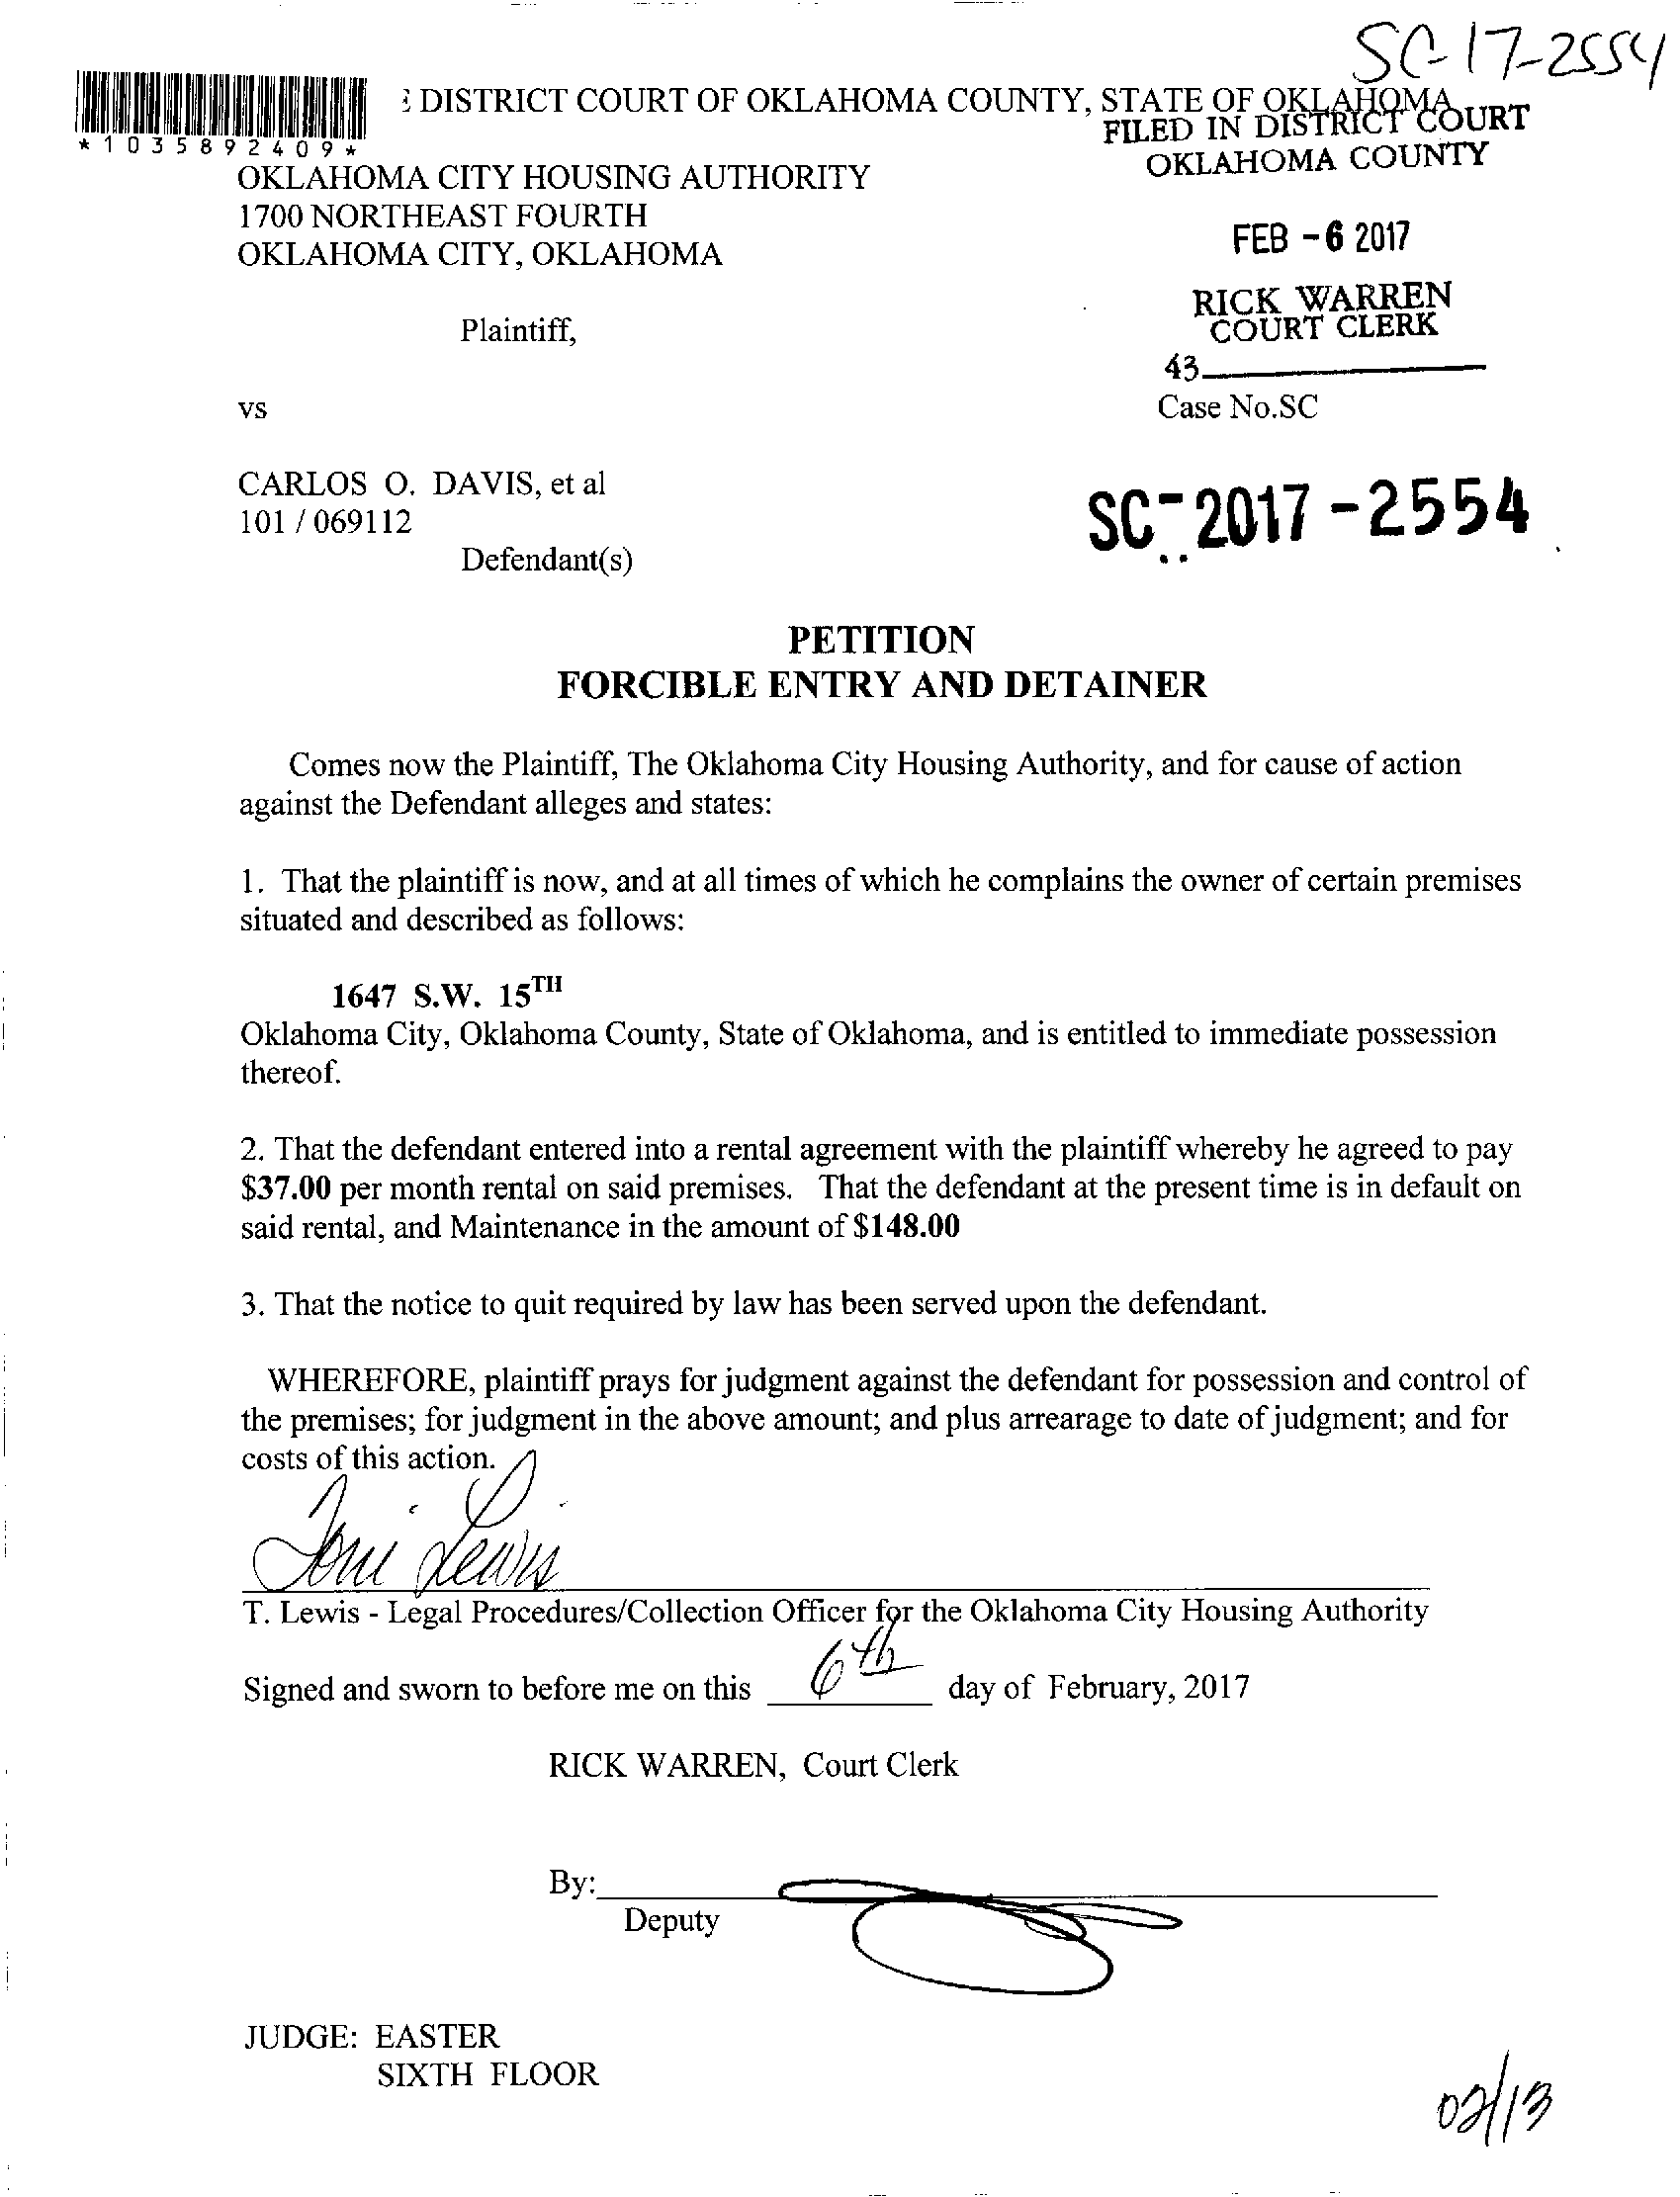 SC-17-2554
DISTRICT COURT OF OKLAHOMA COUNTY, STATE OF OKLAHOMA
*1035892409*
FILED IN DISTRICT COURT
OKLAHOMA COUNTY
OKLAHOMA CITY HOUSING AUTHORITY
1700 NORTHEAST FOURTH
OKLAHOMA CITY, OKLAHOMA
FEB -6 2017
RICK WARREN
COURT CLERK
Plaintiff,
43
vs
Case No.SC
CARLOS O. DAVIS, et al
101 / 069112
SC-2017-2554
Defendant(s)
PETITION
FORCIBLE ENTRY AND DETAINER
Comes now the Plaintiff, The Oklahoma City Housing Authority, and for cause of action
against the Defendant alleges and states:
1. That the plaintiff is now, and at all times of which he complains the owner of certain premises
situated and described as follows:
1647 S.W. 15TH
Oklahoma City, Oklahoma County, State of Oklahoma, and is entitled to immediate possession
thereof.
2. That the defendant entered into a rental agreement with the plaintiff whereby he agreed to pay
$37.00 per month rental on said premises. That the defendant at the present time is in default on
said rental, and Maintenance in the amount of $148.00
3. That the notice to quit required by law has been served upon the defendant.
WHEREFORE, plaintiff prays for judgment against the defendant for possession and control of
the premises; for judgment in the above amount; and plus arrearage to date of judgment; and for
costs of this action.
Toni Lewis
T. Lewis - Legal Procedures/Collection Officer for the Oklahoma City Housing Authority
Signed and sworn to before me on this 6th day of February, 2017
RICK WARREN, Court Clerk
By:
Deputy
JUDGE: EASTER
SIXTH FLOOR
02/13